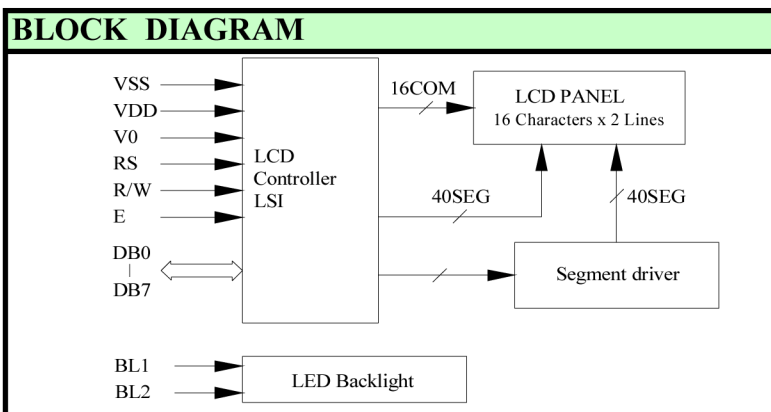 BLOCK DIAGRAM
VSS
VDD
V0
RS
R/W
E
DB0
DB7
LCD
Controller
LSI
16COM
LCD PANEL
16 Characters x 2 Lines
40SEG
40SEG
Segment driver
BL1
BL2
LED Backlight